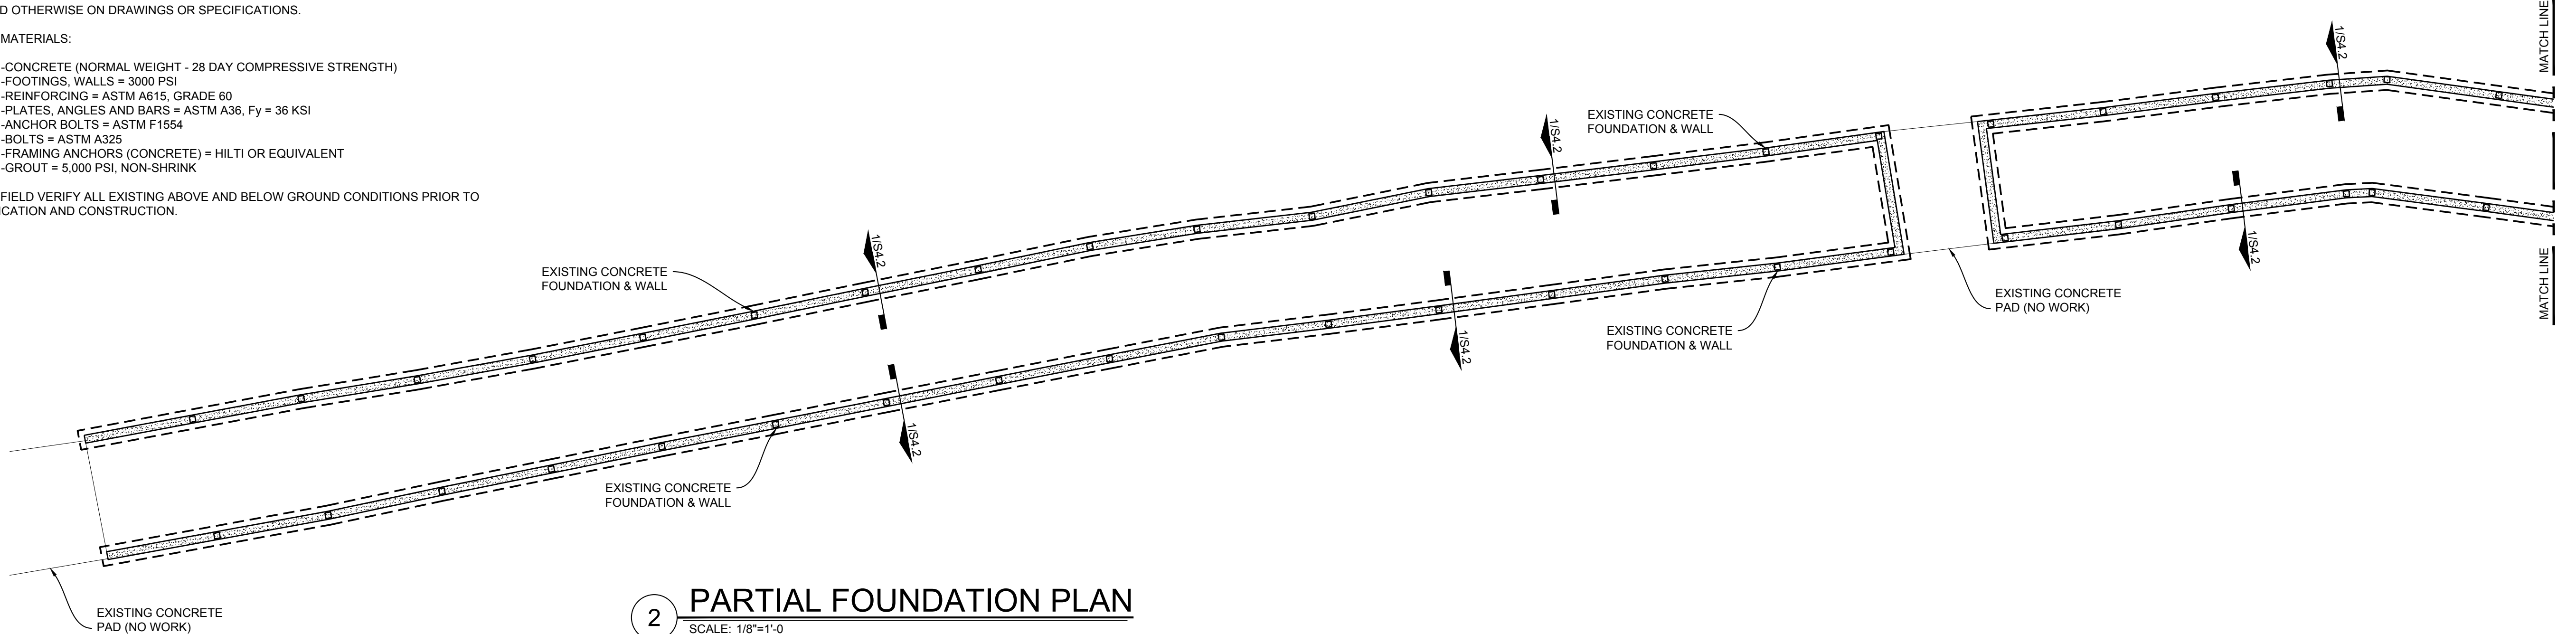 D OTHERWISE ON DRAWINGS OR SPECIFICATIONS.
MATERIALS:
-CONCRETE (NORMAL WEIGHT - 28 DAY COMPRESSIVE STRENGTH)
-FOOTINGS, WALLS = 3000 PSI
-REINFORCING = ASTM A615, GRADE 60
-PLATES, ANGLES AND BARS = ASTM A36, Fy = 36 KSI
-ANCHOR BOLTS = ASTM F1554
-BOLTS = ASTM A325
-FRAMING ANCHORS (CONCRETE) = HILTI OR EQUIVALENT
-GROUT = 5,000 PSI, NON-SHRINK
FIELD VERIFY ALL EXISTING ABOVE AND BELOW GROUND CONDITIONS PRIOR TO
ICATION AND CONSTRUCTION.
EXISTING CONCRETE
FOUNDATION & WALL
1/S4.2
EXISTING CONCRETE
FOUNDATION & WALL
1/S4.2
1/S4.2
EXISTING CONCRETE
FOUNDATION & WALL
1/S4.2
1/S4.2
EXISTING CONCRETE
FOUNDATION & WALL
1/S4.2
MATCH LINE
MATCH LINE
EXISTING CONCRETE
PAD (NO WORK)
EXISTING CONCRETE
PAD (NO WORK)
2
PARTIAL FOUNDATION PLAN
SCALE: 1/8"=1'-0